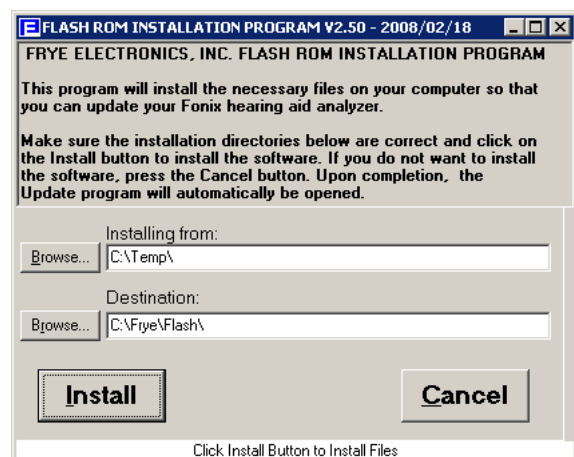 FLASH ROM INSTALLATION PROGRAM V2.50 - 2008/02/18
FRYE ELECTRONICS, INC. FLASH ROM INSTALLATION PROGRAM
This program will install the necessary files on your computer so that
you can update your Fonix hearing aid analyzer.
Make sure the installation directories below are correct and click on
the Install button to install the software. If you do not want to install
the software, press the Cancel button. Upon completion, the
Update program will automatically be opened.
Installing from:
Browse... C:\Temp\
Destination:
Browse... C:\Frye\Flash\
Install Cancel
Click Install Button to Install Files